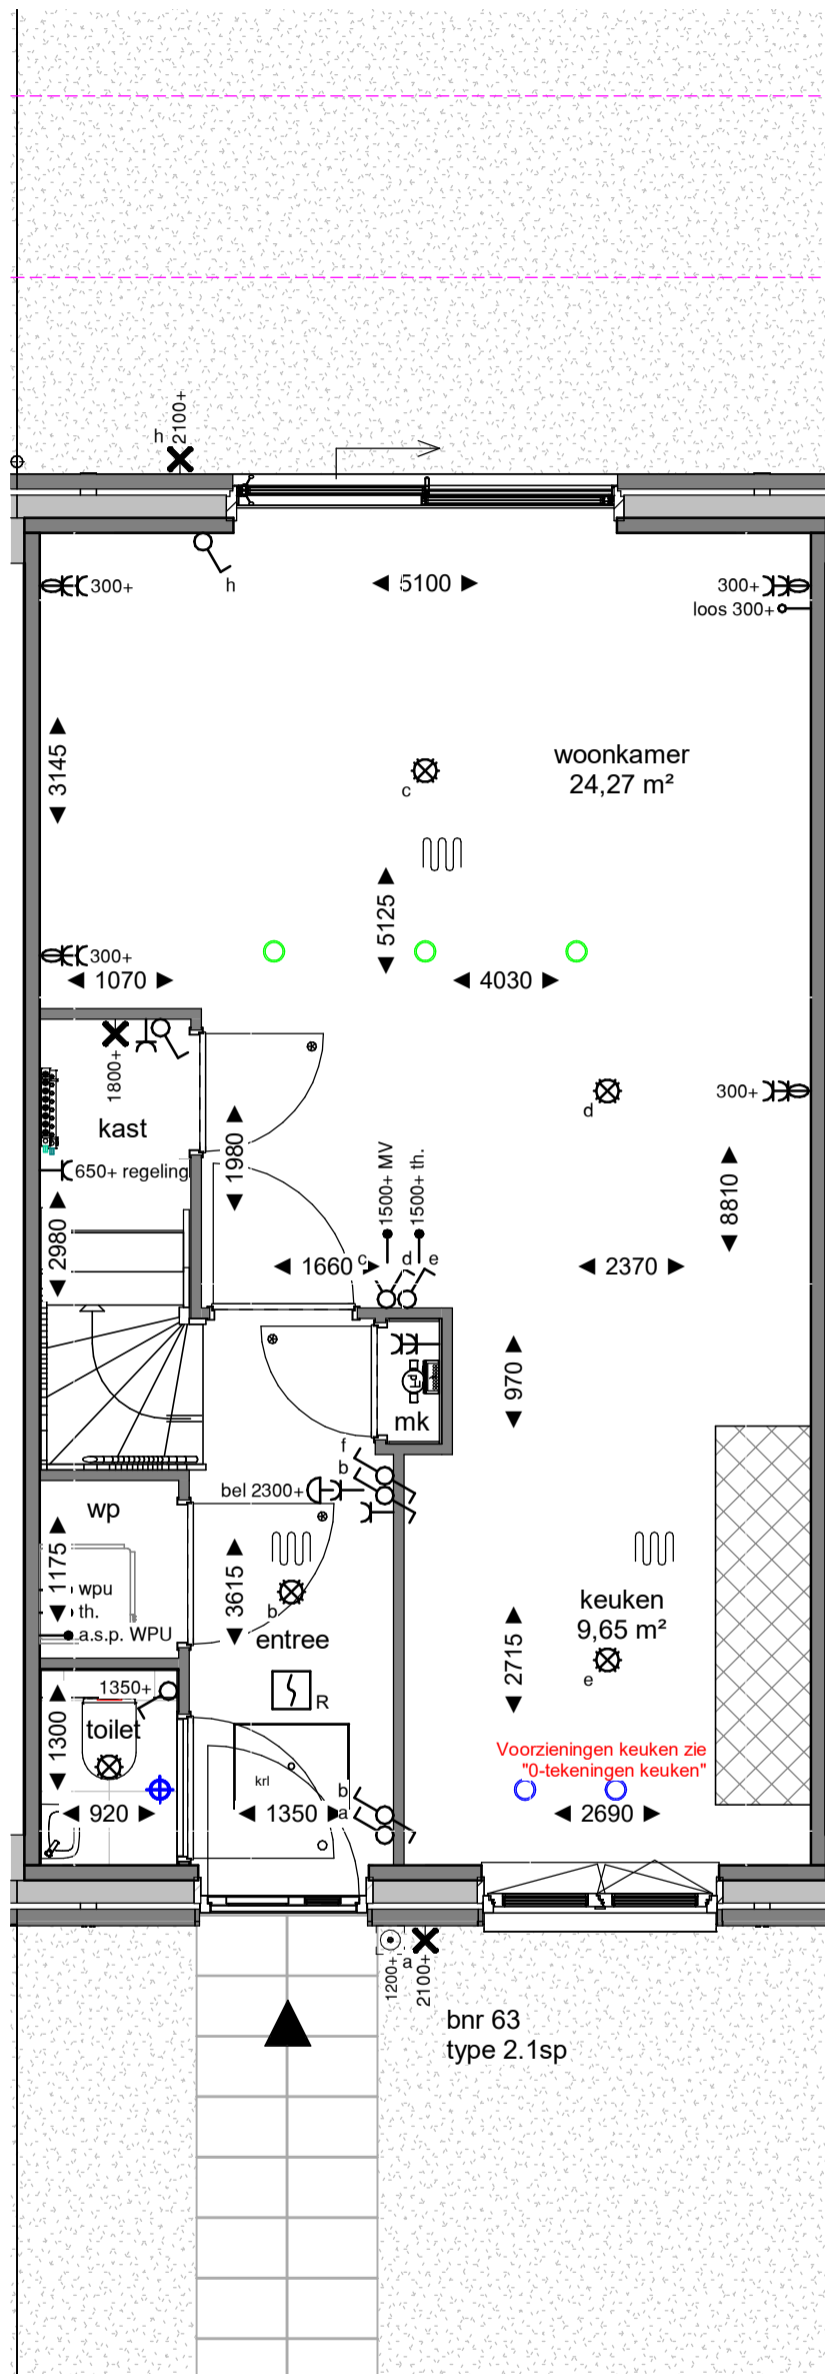 2100+
h
h
300+
5100
300+
loos 300+
3145
woonkamer
24,27 m²
c
5125
300+
1070
4030
1800+
kast
d
300+
650+ regeling
1980
1500+ MV
1500+ th.
8810
2980
1660
c
d
e
2370
970
mk
f
b
bel 2300+
wp
1175
wpu
th.
a.s.p. WPU
3615
b
entree
keuken
9,65 m²
2715
e
R
1350+
1300
toilet
Voorzieningen keuken zie
"0-tekeningen keuken"
krl
920
1350
b
a
2690
1200+
a
2100+
bnr 63
type 2.1sp